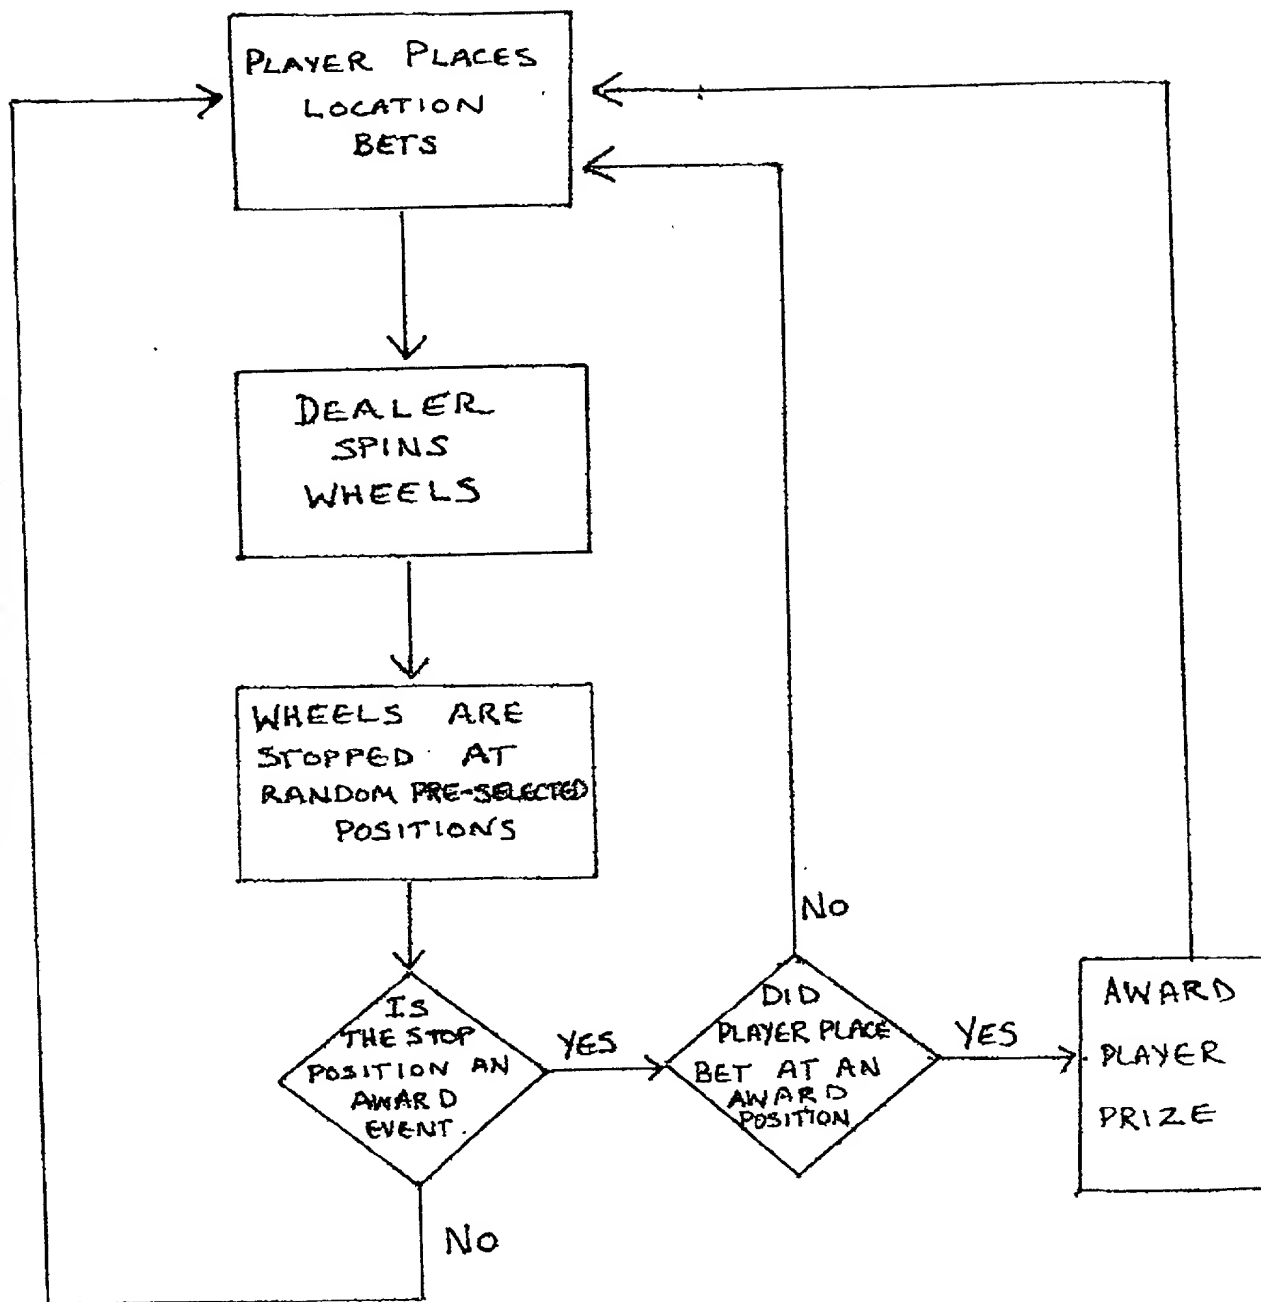 PLAYER PLACES
LOCATION
BETS
DEALER
SPINS
WHEELS
WHEELS ARE
STOPPED AT
RANDOM PRE-SELECTED
POSITIONS
IS
THE STOP
POSITION AN
AWARD
EVENT.
YES
NO
DID
PLAYER PLACE
BET AT AN
AWARD
POSITION
NO
YES
AWARD
PLAYER
PRIZE